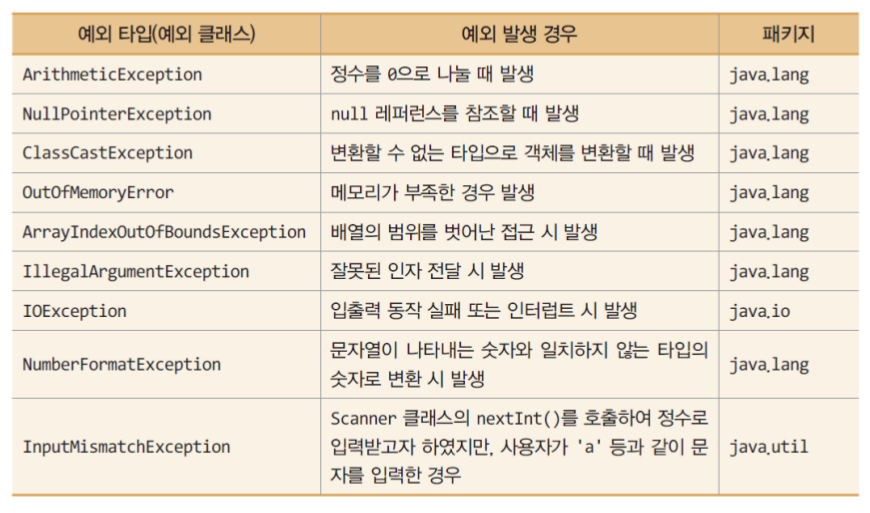 예외 타입(예외 클래스) 예외 발생 경우 패키지
ArithmeticException 정수를 0으로 나눌 때 발생 java.lang
NullPointerException null 레퍼런스를 참조할 때 발생 java.lang
ClassCastException 변환할 수 없는 타입으로 객체를 변환할 때 발생 java.lang
OutOfMemoryError 메모리가 부족한 경우 발생 java.lang
ArrayIndexOutOfBoundsException 배열의 범위를 벗어난 접근 시 발생 java.lang
IllegalArgumentException 잘못된 인자 전달 시 발생 java.lang
IOException 입출력 동작 실패 또는 인터럽트 시 발생 java.io
문자열이 나타내는 숫자와 일치하지 않는 타입의
NumberFormatException java.lang
숫자로 변환 시 발생
Scanner 클래스의 nextInt()를 호출하여 정수로
InputMismatchException 입력받고자 하였지만, 사용자가 'a' 등과 같이 문 java.util
자를 입력한 경우